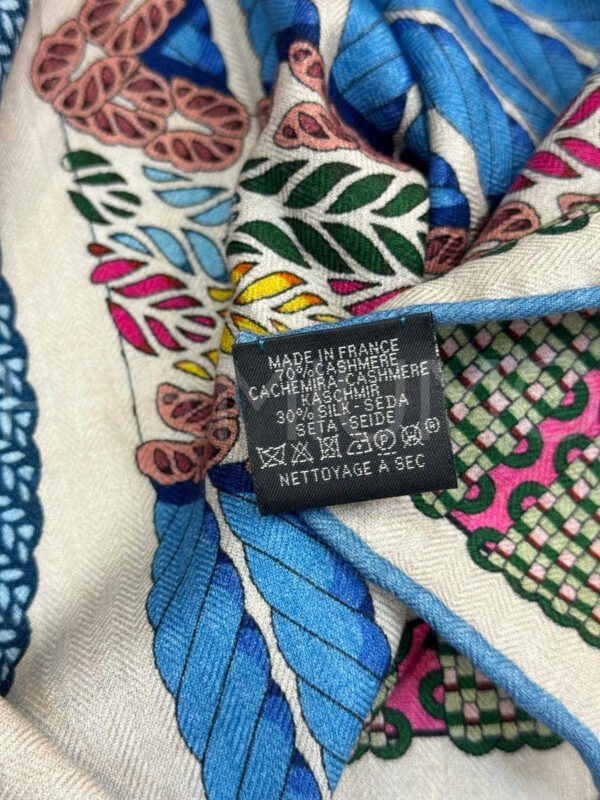 MADE IN FRANCE
70%CASHMERE
CACHEMIRA-CASHMERE
KASCHMIR
30%SILK-SEDA
SETA-SEIDE
P ®
NETTOYAGE A SEC